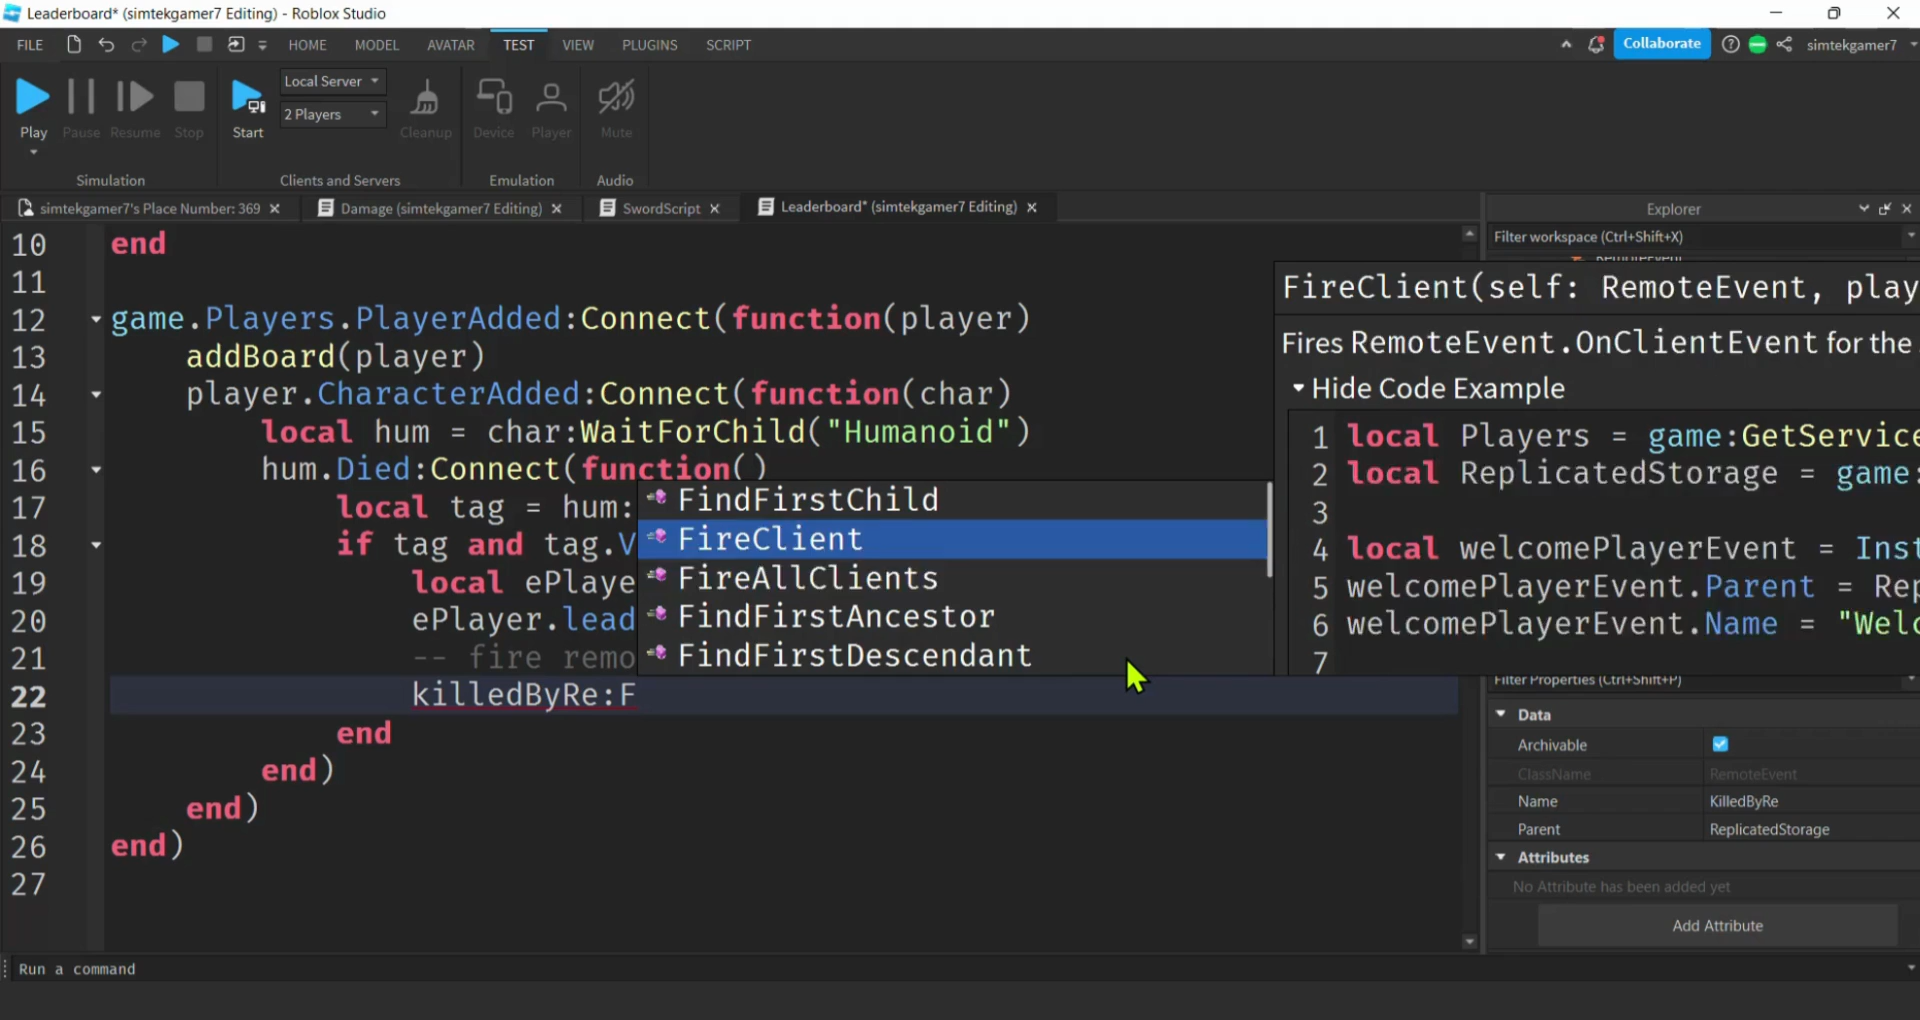 Leaderboard* (simtekgamer7 Editing) - Roblox Studio
FILE HOME MODEL AVATAR TEST VIEW PLUGINS SCRIPT Collaborate simtekgamer7
Local Server
2 Players
Play Pause Resume Stop Start Cleanup Device Player Mute
Simulation Clients and Servers Emulation Audio
simtekgamer7's Place Number: 369 Damage (simtekgamer7 Editing) SwordScript Leaderboard* (simtekgamer7 Editing)
10 end
11
12 game.Players.PlayerAdded:Connect(function(player)
13 addBoard(player)
14 player.CharacterAdded:Connect(function(char)
15 local hum = char:WaitForChild("Humanoid")
16 hum.Died:Connect(function()
17 local tag = hum:
18 if tag and tag.V
19 local ePlaye
20 ePlayer.lead
21 -- fire remo
22 killedByRe:F
23 end
24 end)
25 end)
26 end)
27
FindFirstChild
FireClient
FireAllClients
FindFirstAncestor
FindFirstDescendant
Explorer
Filter workspace (Ctrl+Shift+X)
RemoteEvent
FireClient(self: RemoteEvent, play
Fires RemoteEvent.OnClientEvent for the
Hide Code Example
1 local Players = game:GetService
2 local ReplicatedStorage = game:
3
4 local welcomePlayerEvent = Inst
5 welcomePlayerEvent.Parent = Rep
6 welcomePlayerEvent.Name = "Welc
7
Filter Properties (Ctrl+Shift+P)
Data
Archivable
ClassName RemoteEvent
Name KilledByRe
Parent ReplicatedStorage
Attributes
No Attribute has been added yet
Add Attribute
Run a command